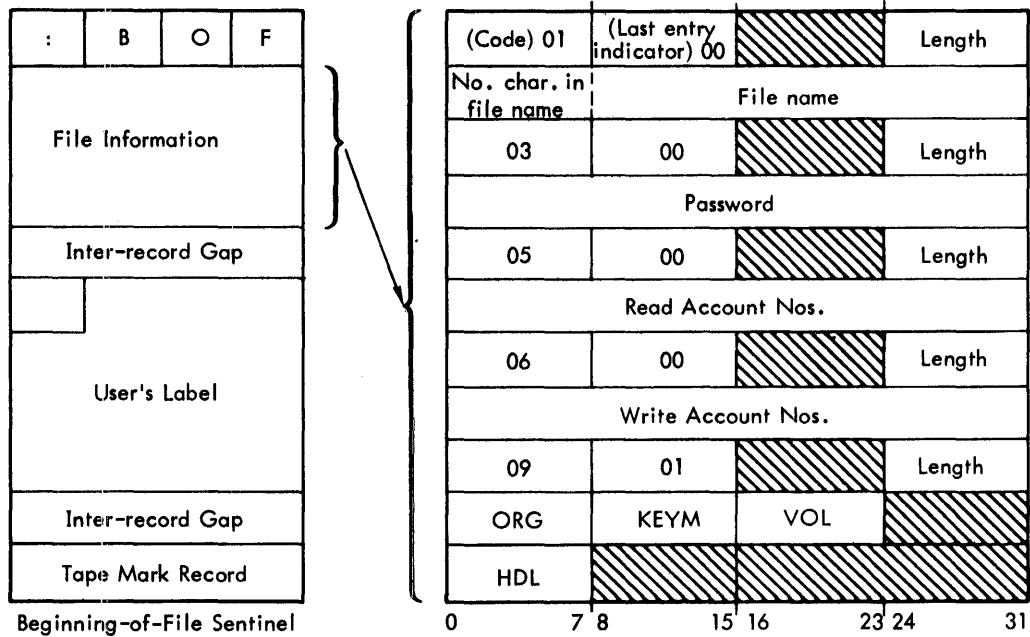 : B O F
File Information
Inter-record Gap
User's Label
Inter-record Gap
Tape Mark Record
Beginning-of-File Sentinel
(Code) 01 (Last entry indicator) 00 Length
No. char. in file name File name
03 00 Length
Password
05 00 Length
Read Account Nos.
06 00 Length
Write Account Nos.
09 01 Length
ORG KEYM VOL
HDL
0 7 8 15 16 23 24 31